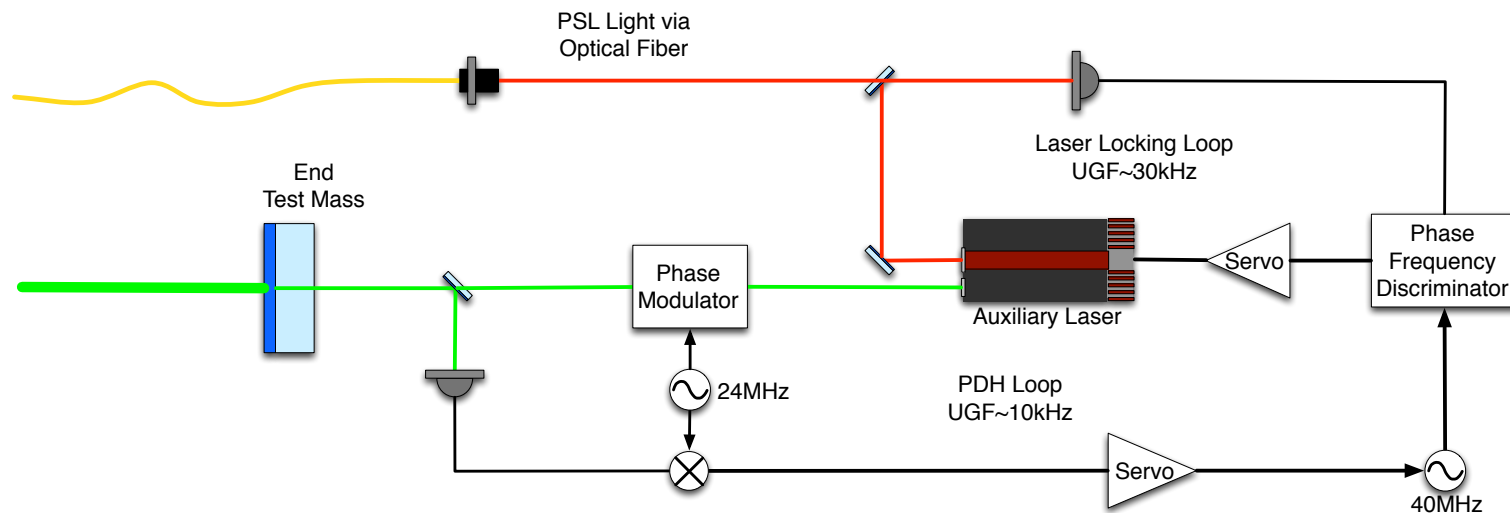 PSL Light via
Optical Fiber
Laser Locking Loop
UGF~30kHz
End
Test Mass
Phase
Modulator
Servo
Phase
Frequency
Discriminator
Auxiliary Laser
24MHz
PDH Loop
UGF~10kHz
Servo
40MHz